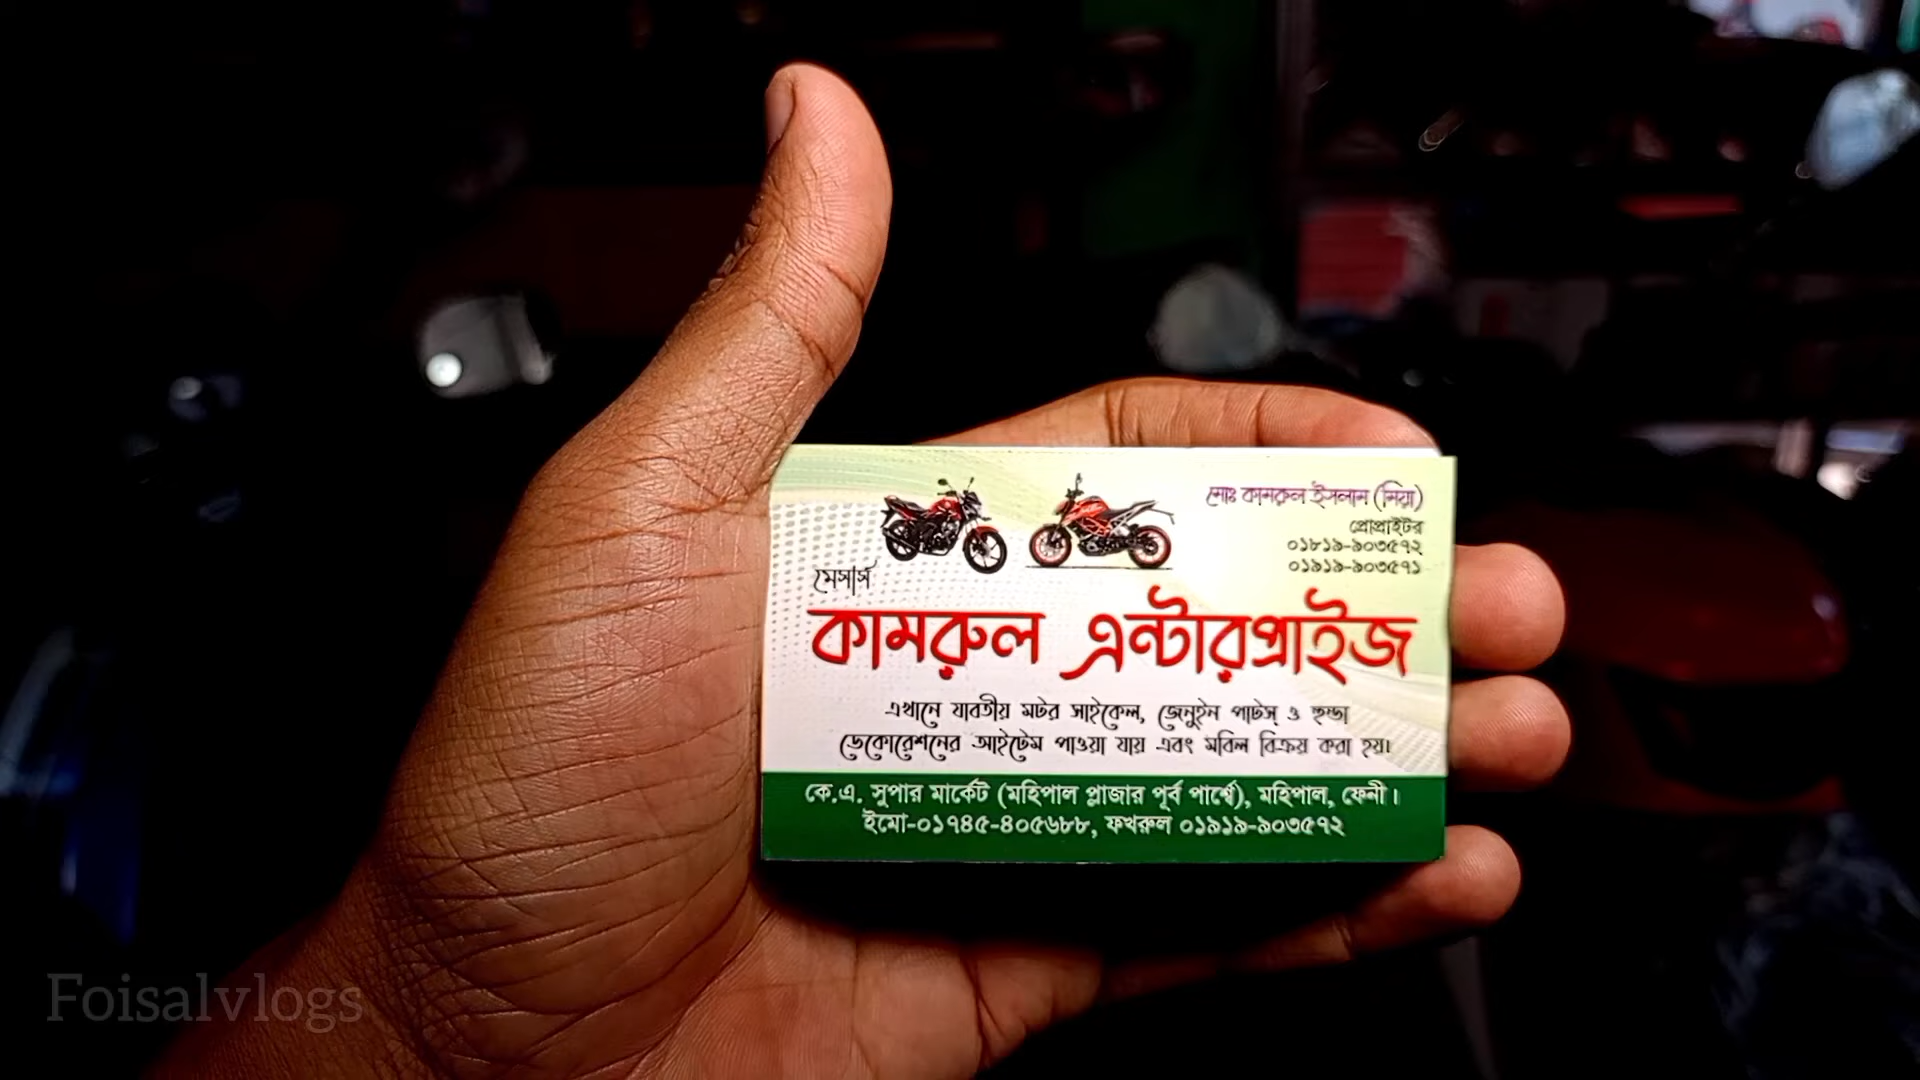 মোঃ কামরুল ইসলাম (মিয়া)
প্রোপ্রাইটর
০১৮১৯-৯০৩৫৭২
০১৯১৯-৯০৩৫৭১
মেসার্স
কামরুল এন্টারপ্রাইজ
এখানে যাবতীয় মটর সাইকেল, জেনুইন পার্টস্ ও হুন্ডা
ডেকোরেশনের আইটেম পাওয়া যায় এবং মবিল বিক্রয় করা হয়।
কে.এ. সুপার মার্কেট (মহিপাল প্লাজার পূর্ব পার্শ্বে), মহিপাল, ফেনী।
ইমো-০১৭৪৫-৪০৫৬৮৮, ফখরুল ০১৯১৯-৯০৩৫৭২
Foisalvlogs